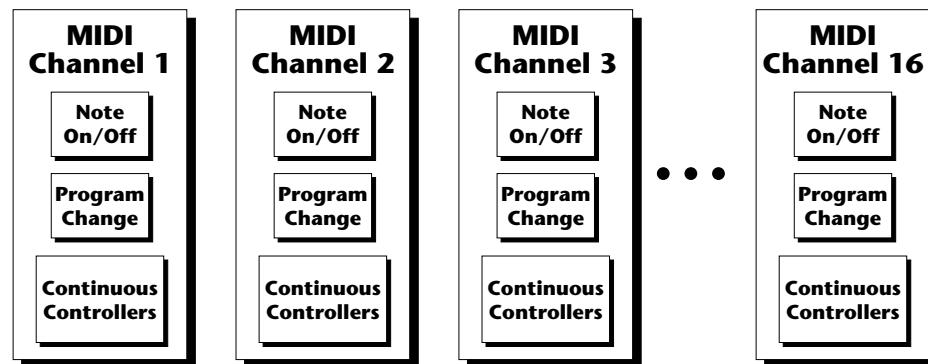 MIDI
Channel 1
Note
On/Off
Program
Change
Continuous
Controllers
MIDI
Channel 2
Note
On/Off
Program
Change
Continuous
Controllers
MIDI
Channel 3
Note
On/Off
Program
Change
Continuous
Controllers
• • •
MIDI
Channel 16
Note
On/Off
Program
Change
Continuous
Controllers